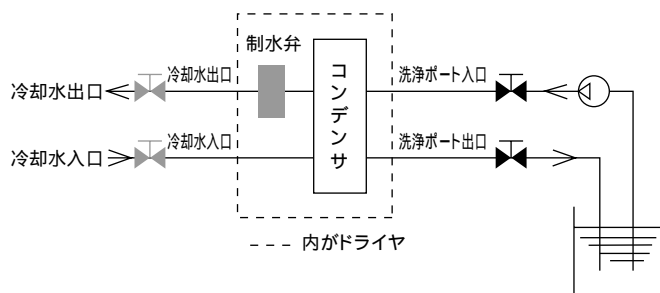 制水弁
冷却水出口
冷却水出口
コンデンサ
洗浄ポート入口
冷却水入口
冷却水入口
洗浄ポート出口
内がドライヤ